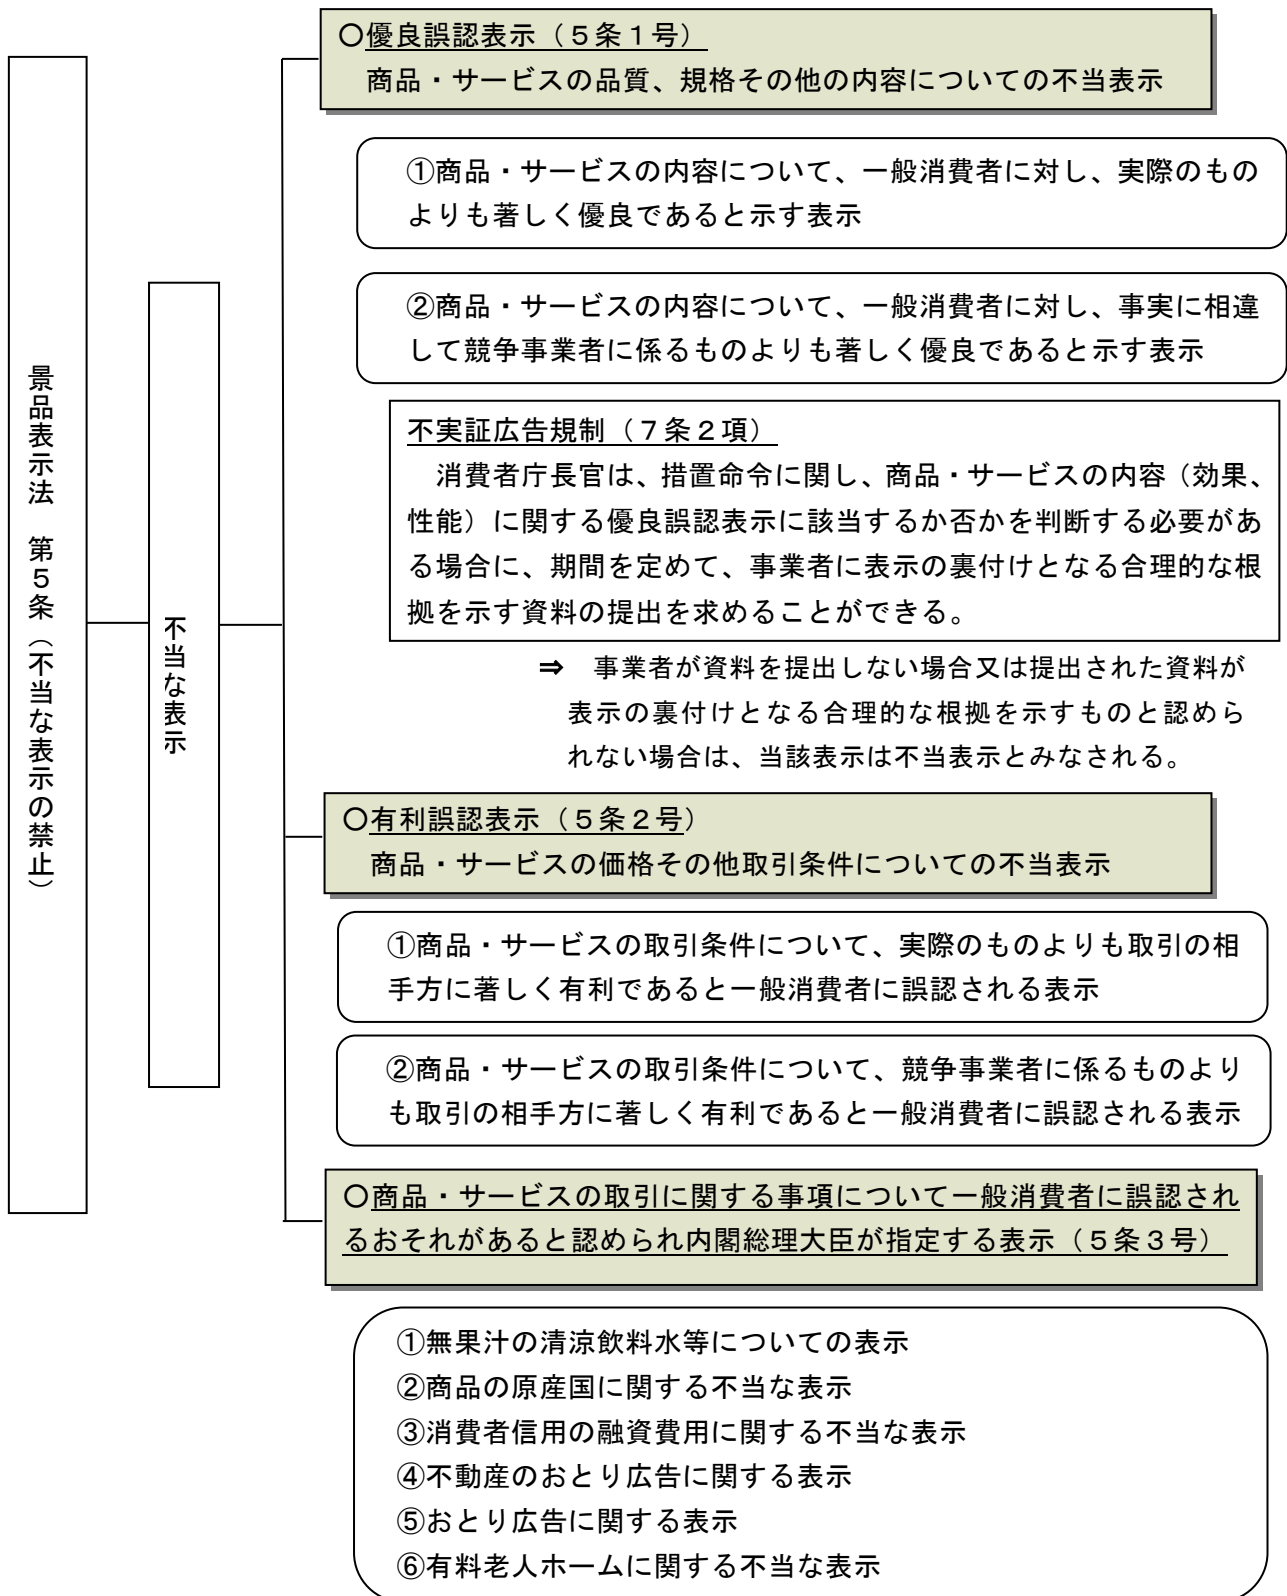 景品表示法　第５条（不当な表示の禁止）
不当な表示
〇優良誤認表示（５条１号）
商品・サービスの品質、規格その他の内容についての不当表示
①商品・サービスの内容について、一般消費者に対し、実際のもの
よりも著しく優良であると示す表示
②商品・サービスの内容について、一般消費者に対し、事実に相違
して競争事業者に係るものよりも著しく優良であると示す表示
不実証広告規制（７条２項）
消費者庁長官は、措置命令に関し、商品・サービスの内容（効果、
性能）に関する優良誤認表示に該当するか否かを判断する必要があ
る場合に、期間を定めて、事業者に表示の裏付けとなる合理的な根
拠を示す資料の提出を求めることができる。
⇒　事業者が資料を提出しない場合又は提出された資料が
表示の裏付けとなる合理的な根拠を示すものと認めら
れない場合は、当該表示は不当表示とみなされる。
〇有利誤認表示（５条２号）
商品・サービスの価格その他取引条件についての不当表示
①商品・サービスの取引条件について、実際のものよりも取引の相
手方に著しく有利であると一般消費者に誤認される表示
②商品・サービスの取引条件について、競争事業者に係るものより
も取引の相手方に著しく有利であると一般消費者に誤認される表示
〇商品・サービスの取引に関する事項について一般消費者に誤認され
るおそれがあると認められ内閣総理大臣が指定する表示（５条３号）
①無果汁の清涼飲料水等についての表示
②商品の原産国に関する不当な表示
③消費者信用の融資費用に関する不当な表示
④不動産のおとり広告に関する表示
⑤おとり広告に関する表示
⑥有料老人ホームに関する不当な表示